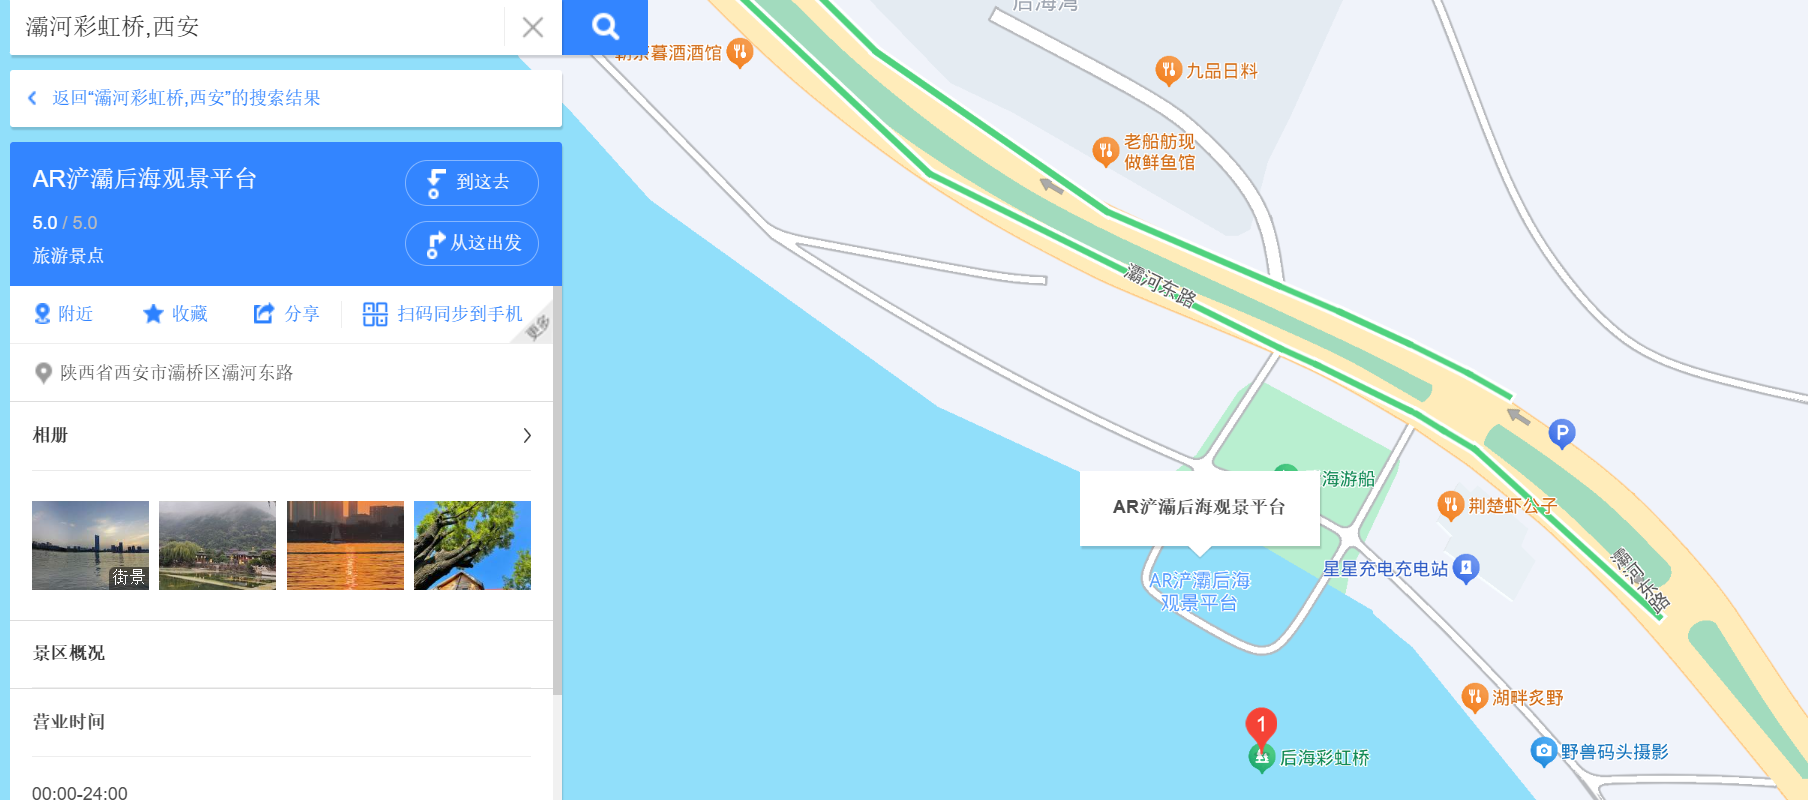 灞河彩虹桥,西安
返回“灞河彩虹桥,西安”的搜索结果
AR浐灞后海观景平台
5.0 / 5.0
旅游景点
到这去
从这出发
附近
收藏
分享
扫码同步到手机
更多
陕西省西安市灞桥区灞河东路
相册
街景
景区概况
营业时间
00:00-24:00
后海湾
暮酒酒馆
九品日料
老船舫现
做鲜鱼馆
灞河东路
P
海游船
AR浐灞后海观景平台
荆楚虾公子
星星充电充电站
AR浐灞后海
观景平台
灞河东路
湖畔炙野
1
后海彩虹桥
野兽码头摄影